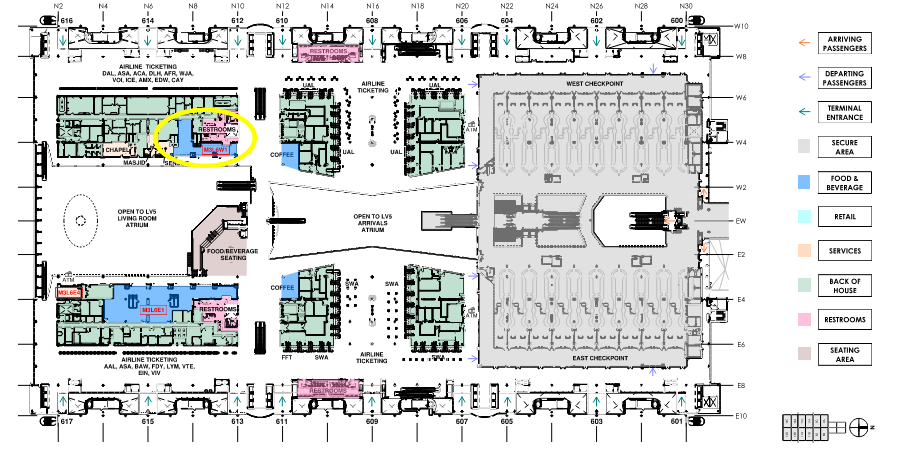 N2 N4 N6 N8 N10 N12 N14 N16 N18 N20 N22 N24 N26 N28 N30
616 614 612 610 608 606 604 602 600
W10
W8
W6
W4
W2
EW
E2
E4
E6
E8
E10
RESTROOMS
AIRLINE TICKETING
DAL, ASA, ACA, DLH, AFR, WJA,
VOI, ICE, AMX, EDW, CAY
AIRLINE
TICKETING
UAL
UAL
WEST CHECKPOINT
RESTROOMS
ATM
CHAPEL
M3L6W1
COFFEE
UAL
UAL
MASJID
OPEN TO LV5
LIVING ROOM
ATRIUM
OPEN TO LV5
ARRIVALS
ATRIUM
FOOD/BEVERAGE
SEATING
ATM
M3L6E4
M3L6E1
RESTROOMS
COFFEE
SWA
SWA
ATM
AIRLINE TICKETING
AAL, ASA, BAW, FDY, LYM, VTE,
EIN, VIV
FFT
SWA
AIRLINE
TICKETING
SWA
EAST CHECKPOINT
RESTROOMS
617 615 613 611 609 607 605 603 601
ARRIVING
PASSENGERS
DEPARTING
PASSENGERS
TERMINAL
ENTRANCE
SECURE
AREA
FOOD &
BEVERAGE
RETAIL
SERVICES
BACK OF
HOUSE
RESTROOMS
SEATING
AREA
N